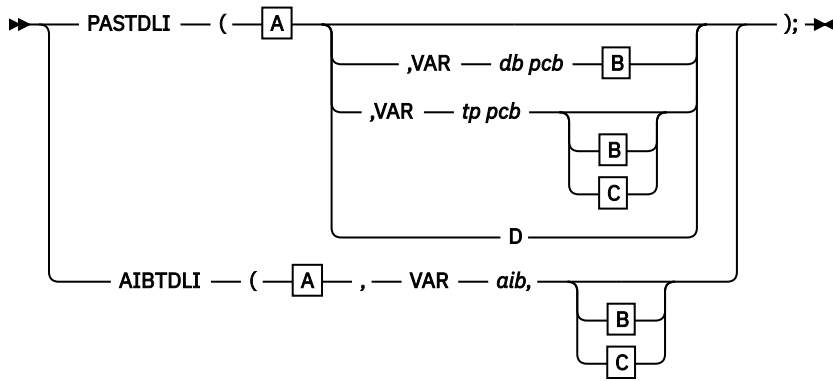 PASTDLI ( A );
,VAR db pcb B
,VAR tp pcb
B
C
D
AIBTDLI ( A , VAR aib,
B
C